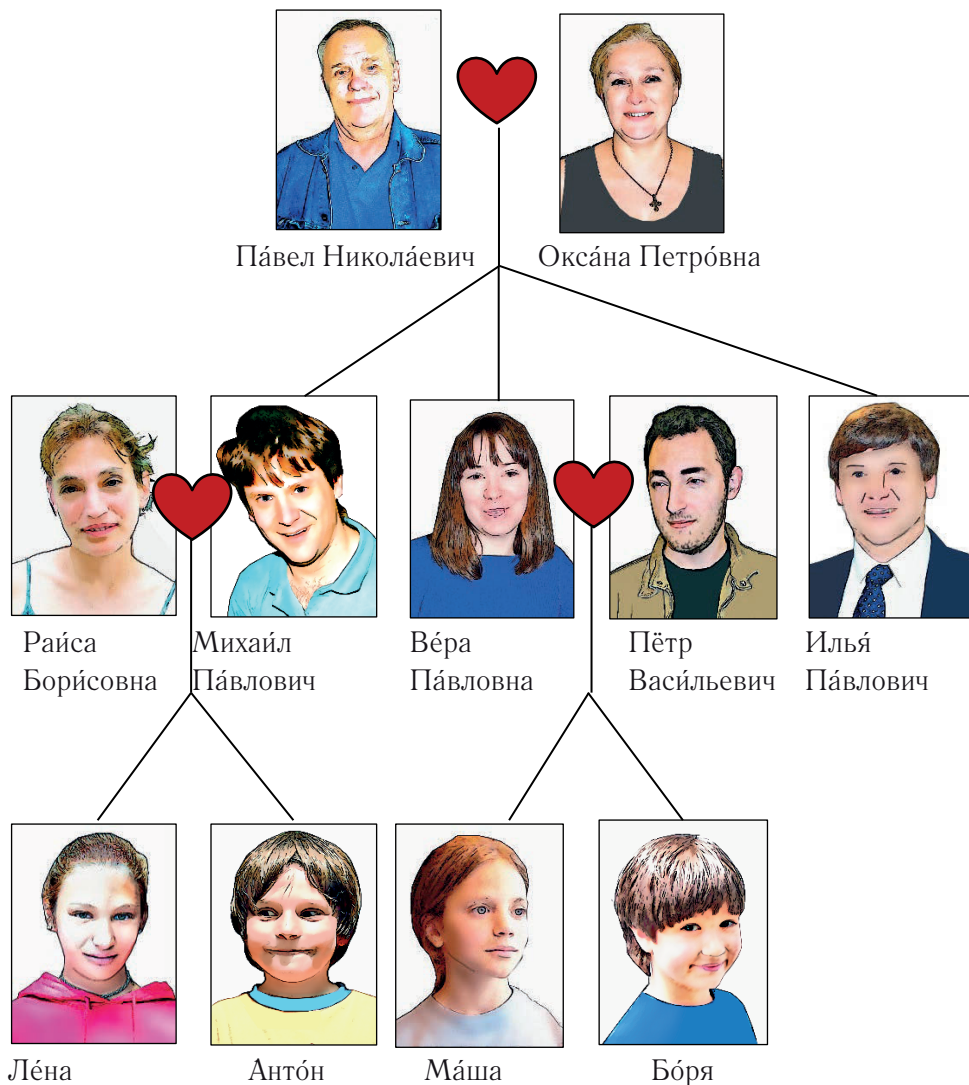 Па́вел Никола́евич
Окса́на Петро́вна
Раи́са
Бори́совна
Михаи́л
Па́влович
Ве́ра
Па́вловна
Пётр
Васи́льевич
Илья́
Па́влович
Ле́на
Анто́н
Ма́ша
Бо́ря